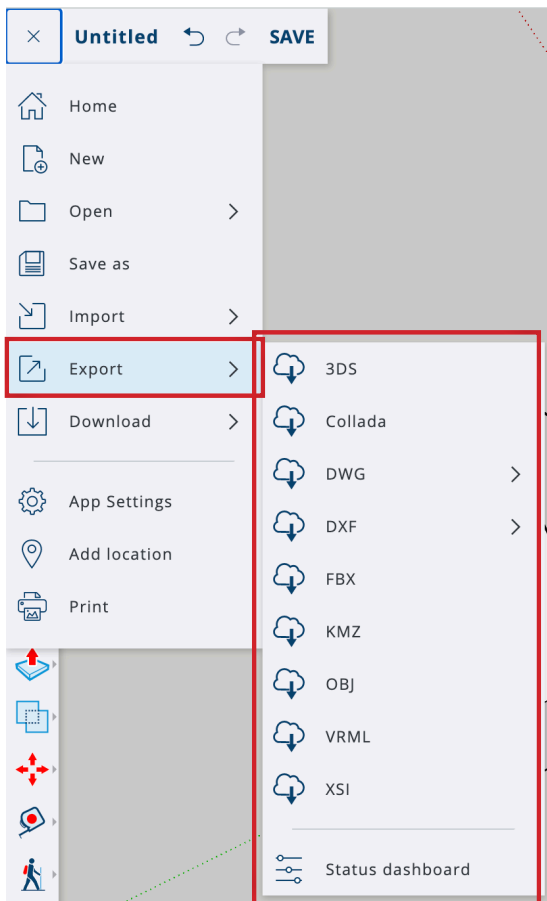 Untitled SAVE
Home
New
Open
Save as
Import
Export
Download
App Settings
Add location
Print
3DS
Collada
DWG
DXF
FBX
KMZ
OBJ
VRML
XSI
Status dashboard